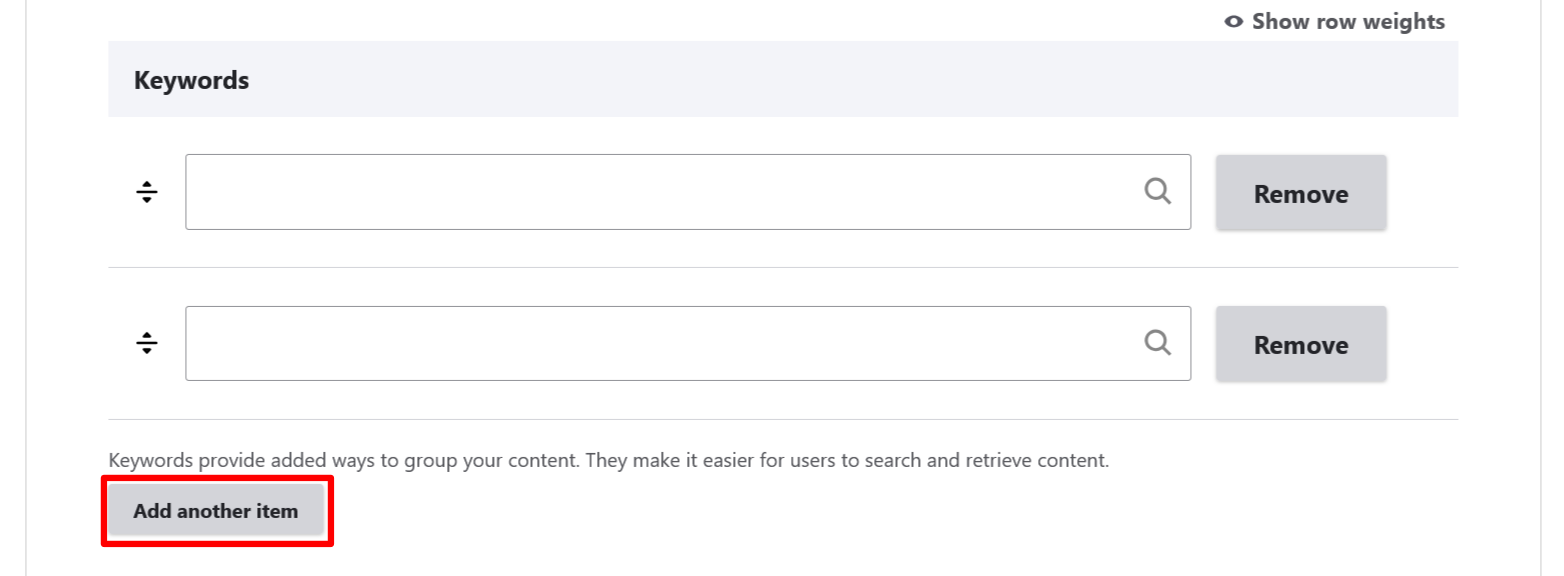 Show row weights
Keywords
Remove
Remove
Keywords provide added ways to group your content. They make it easier for users to search and retrieve content.
Add another item